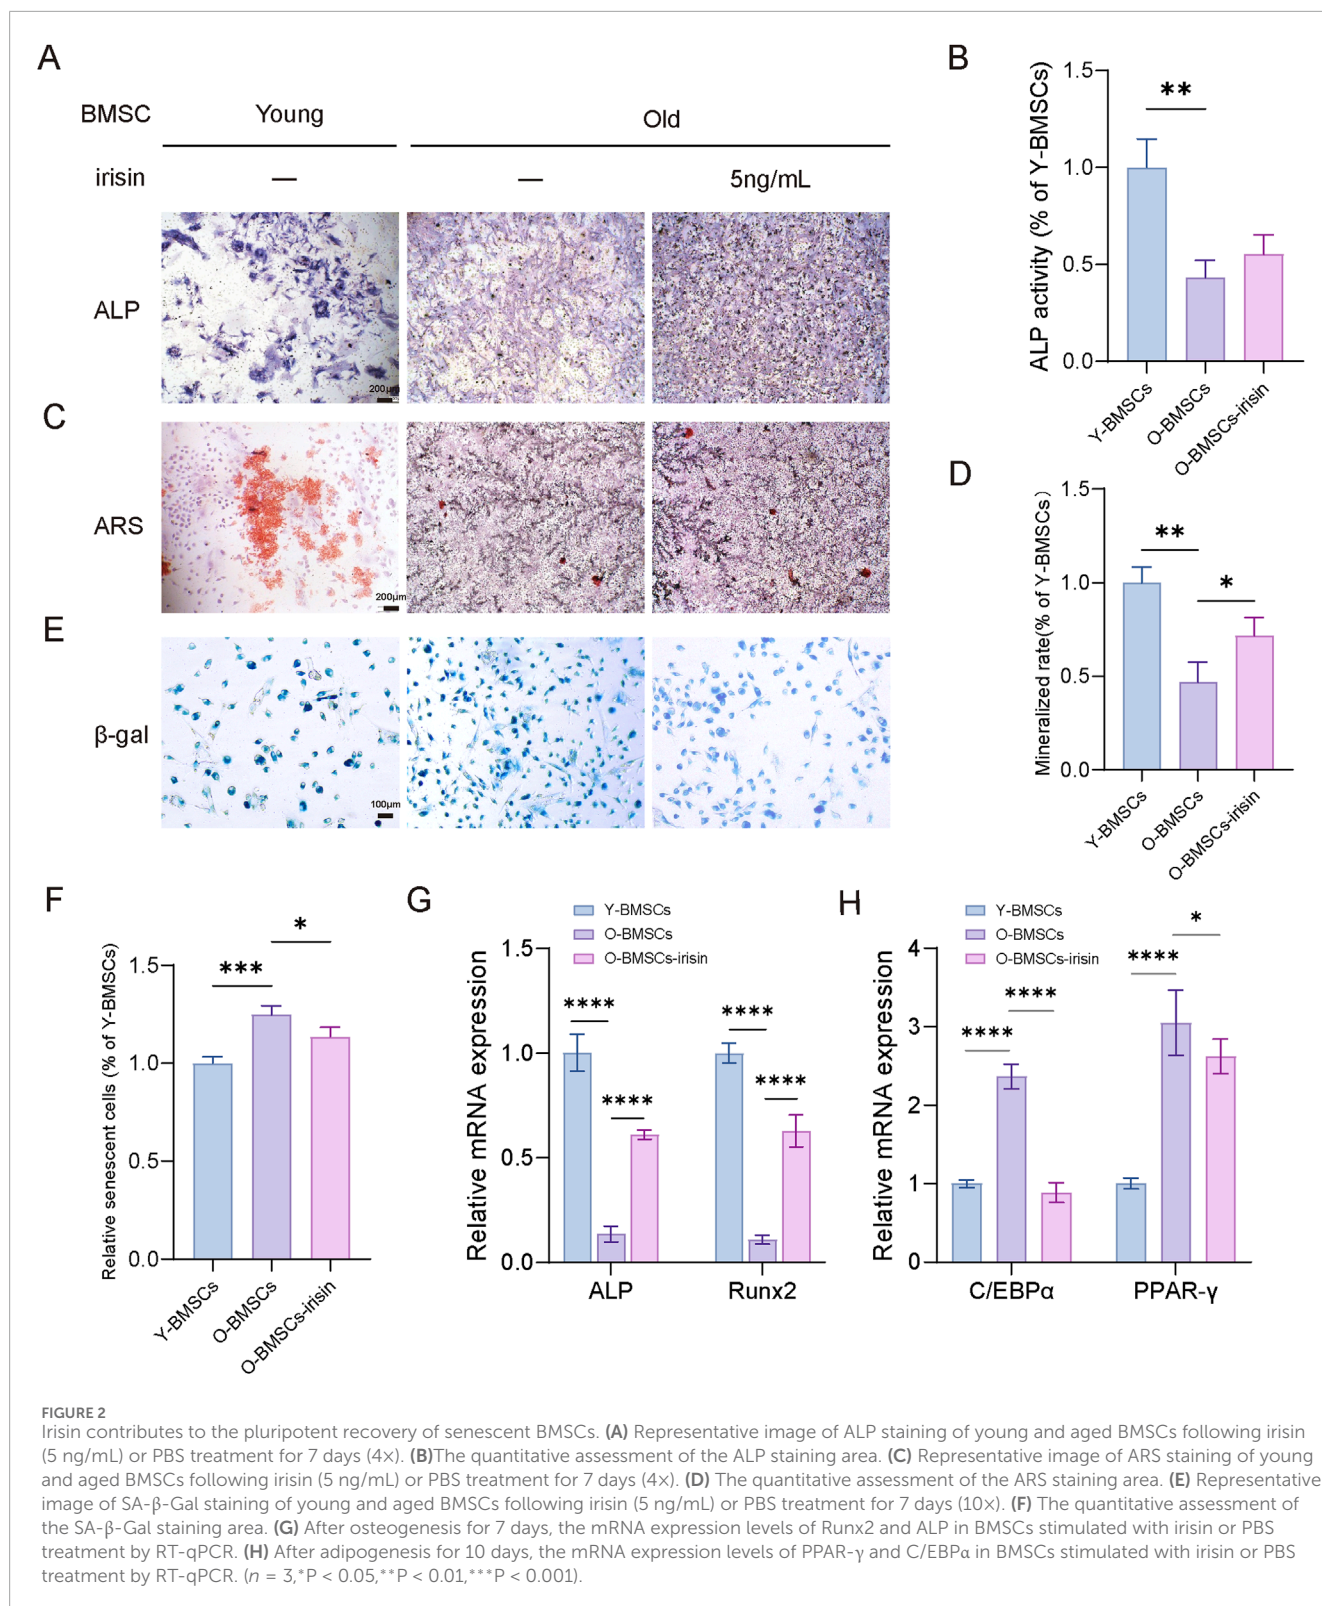 A
BMSC Young Old
irisin — — 5ng/mL
ALP
200μm
B
ALP activity (% of Y-BMSCs)
1.5
1.0
0.5
0.0
**
Y-BMSCs
O-BMSCs
O-BMSCs-irisin
C
ARS
200μm
D
Mineralized rate(% of Y-BMSCs)
1.5
1.0
0.5
0.0
**
*
Y-BMSCs
O-BMSCs
O-BMSCs-irisin
E
β-gal
100μm
F
Relative senescent cells (% of Y-BMSCs)
1.5
1.0
0.5
0.0
***
*
Y-BMSCs
O-BMSCs
O-BMSCs-irisin
G
Y-BMSCs
O-BMSCs
O-BMSCs-irisin
Relative mRNA expression
1.5
1.0
0.5
0.0
****
****
****
****
ALP Runx2
H
Y-BMSCs
O-BMSCs
O-BMSCs-irisin
Relative mRNA expression
4
3
2
1
0
****
****
****
*
C/EBPα PPAR-γ
FIGURE 2
Irisin contributes to the pluripotent recovery of senescent BMSCs. (A) Representative image of ALP staining of young and aged BMSCs following irisin
(5 ng/mL) or PBS treatment for 7 days (4×). (B)The quantitative assessment of the ALP staining area. (C) Representative image of ARS staining of young
and aged BMSCs following irisin (5 ng/mL) or PBS treatment for 7 days (4×). (D) The quantitative assessment of the ARS staining area. (E) Representative
image of SA-β-Gal staining of young and aged BMSCs following irisin (5 ng/mL) or PBS treatment for 7 days (10×). (F) The quantitative assessment of
the SA-β-Gal staining area. (G) After osteogenesis for 7 days, the mRNA expression levels of Runx2 and ALP in BMSCs stimulated with irisin or PBS
treatment by RT-qPCR. (H) After adipogenesis for 10 days, the mRNA expression levels of PPAR-γ and C/EBPα in BMSCs stimulated with irisin or PBS
treatment by RT-qPCR. (n = 3,*P < 0.05,**P < 0.01,***P < 0.001).